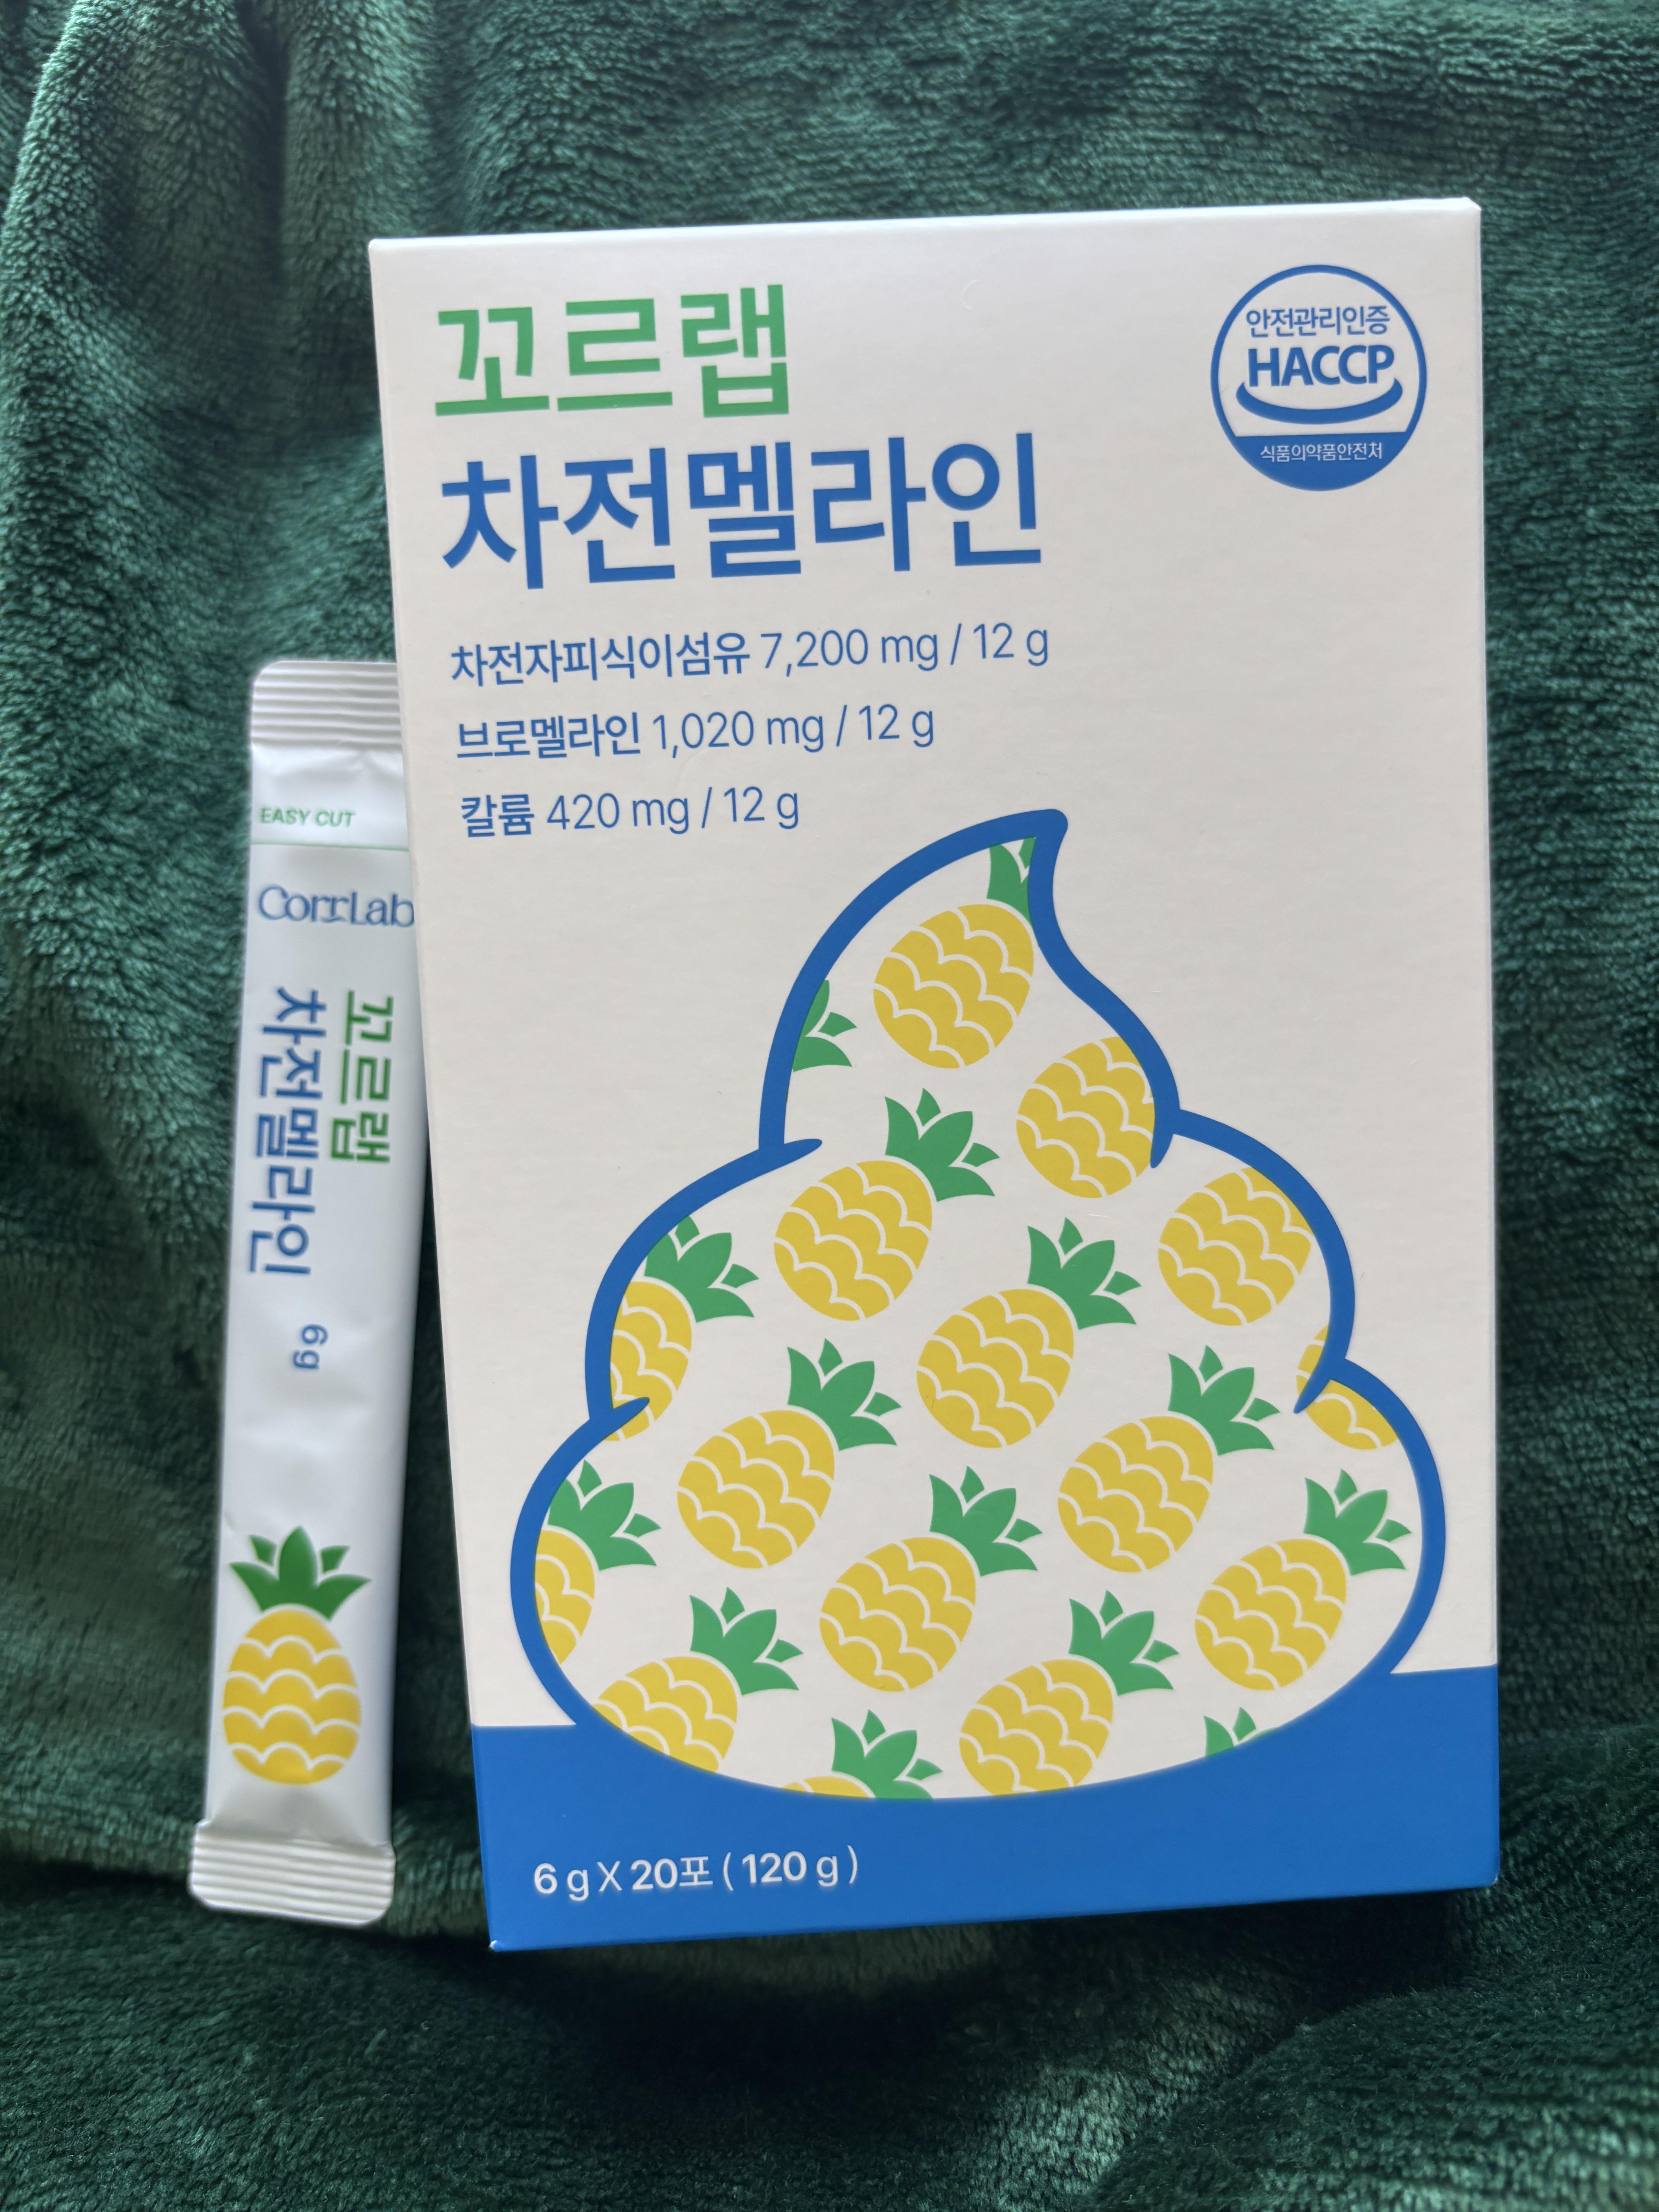 꼬르랩
차전멜라인
차전자피식이섬유 7,200 mg / 12 g
브로멜라인 1,020 mg / 12 g
칼륨 420 mg / 12 g
안전관리인증
HACCP
식품의약품안전처
6 g X 20포 ( 120 g )
EASY CUT
CorrLab
꼬르랩
차전멜라인 6g